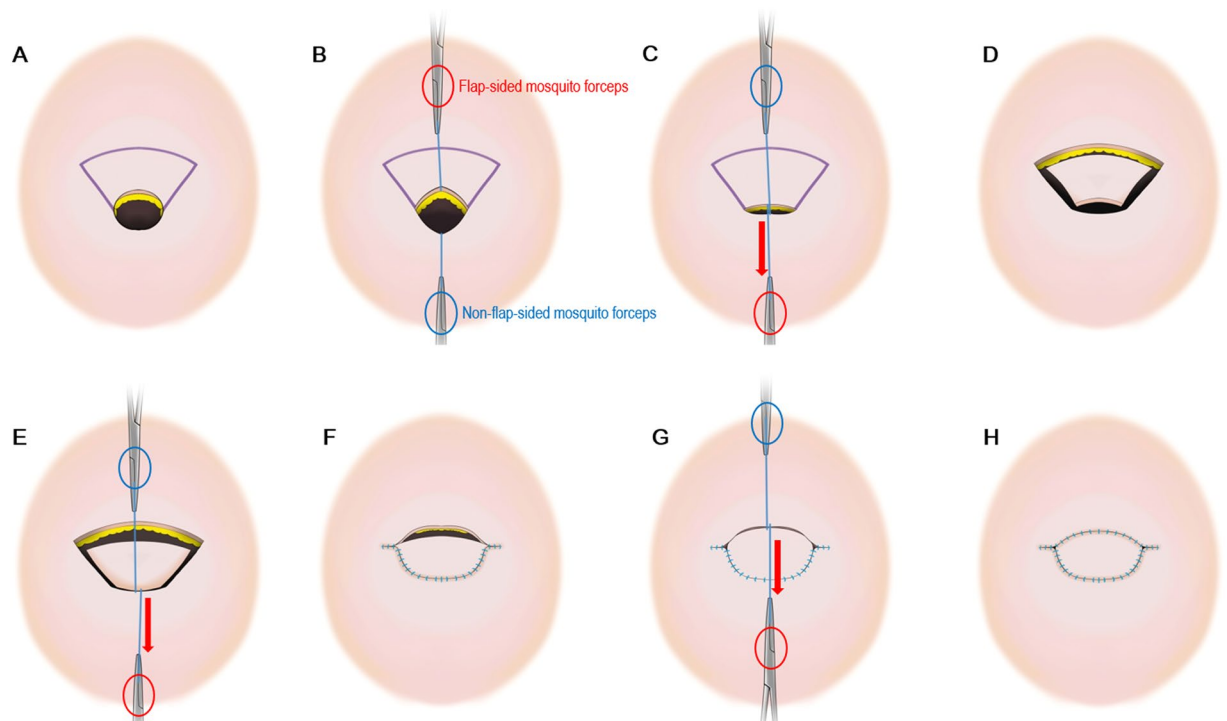 A
B
Flap-sided mosquito forceps
Non-flap-sided mosquito forceps
C
D
E
F
G
H